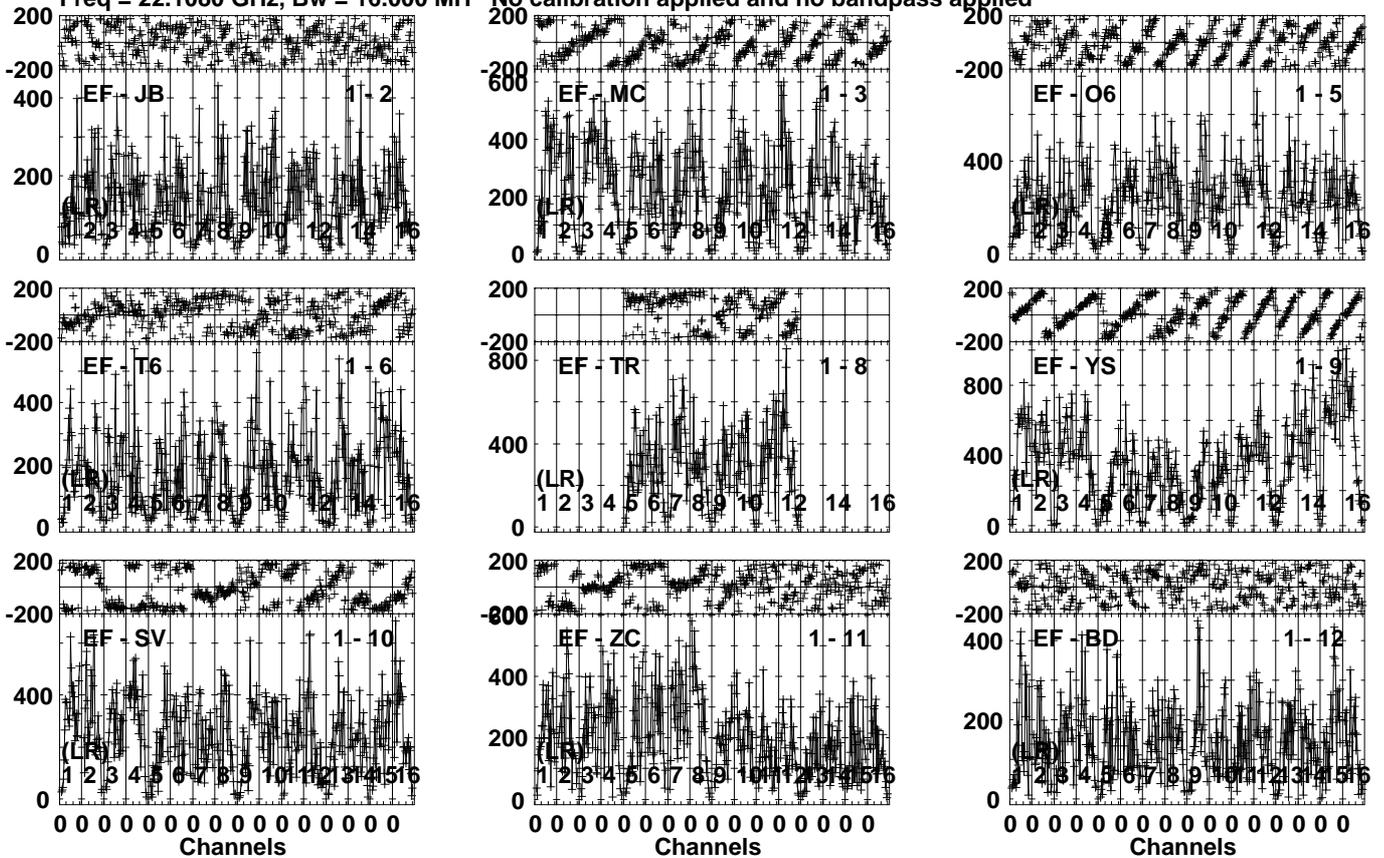 Freq = 22.1080 GHz, Bw = 16.000 MH No calibration applied and no bandpass applied
200 200 200
-200 -200 -200
600
EF - JB 1 - 2 EF - MC 1 - 3 EF - O6 1 - 5
400 400 400
200 200
(LR) (LR) (LR)
1 2 3 4 5 6 7 8 9 10 12 14 16 1 2 3 4 5 6 7 8 9 10 12 14 16 1 2 3 4 5 6 7 8 9 10 12 14 16
0 0 0
200 200 200
-200 -200 -200
EF - T6 1 - 6 EF - TR 1 - 8 EF - YS 1 - 9
800 800
400 400 400
200
(LR) (LR) (LR)
1 2 3 4 5 6 7 8 9 10 12 14 16 1 2 3 4 5 6 7 8 9 10 12 14 16 1 2 3 4 5 6 7 8 9 10 12 14 16
0 0 0
200 200 200
-200 -200 -200
600
EF - SV 1 - 10 EF - ZC 1 - 11 EF - BD 1 - 12
400 400 400
200 200
(LR) (LR) (LR)
1 2 3 4 5 6 7 8 9 10 11 12 13 14 15 16 1 2 3 4 5 6 7 8 9 10 11 12 13 14 15 16 1 2 3 4 5 6 7 8 9 10 11 12 13 14 15 16
0 0 0
0 0 0 0 0 0 0 0 0 0 0 0 0 0 0 0 0 0 0 0 0 0 0 0 0 0 0 0 0 0 0 0 0 0 0 0 0 0 0 0 0 0 0 0 0 0 0 0
Channels Channels Channels